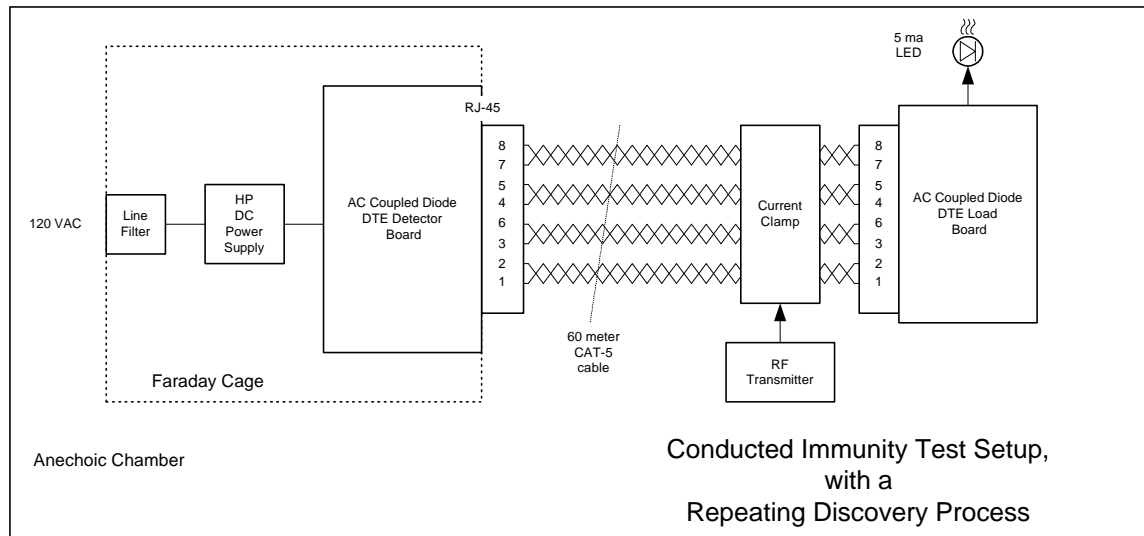 5 ma
LED
RJ-45
120 VAC
Line
Filter
HP
DC
Power
Supply
AC Coupled Diode
DTE Detector
Board
8
7
5
4
6
3
2
1
Current
Clamp
8
7
5
4
6
3
2
1
AC Coupled Diode
DTE Load
Board
60 meter
CAT-5
cable
RF
Transmitter
Faraday Cage
Anechoic Chamber
Conducted Immunity Test Setup,
with a
Repeating Discovery Process